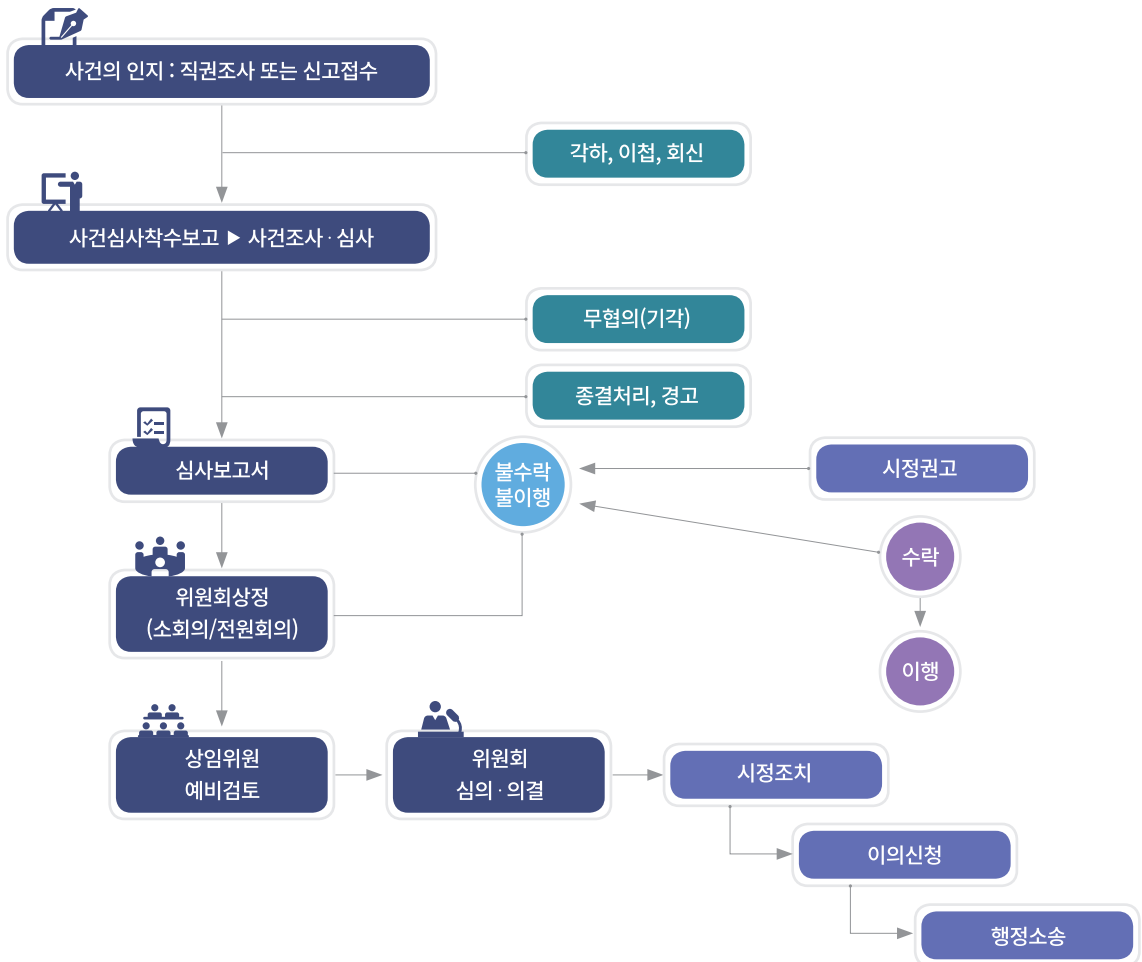 사건의 인지 : 직권조사 또는 신고접수
각하, 이첩, 회신
사건심사착수보고 ▶ 사건조사 · 심사
무협의(기각)
종결처리, 경고
심사보고서
불수락
불이행
시정권고
수락
위원회상정
(소회의/전원회의)
이행
상임위원
예비검토
위원회
심의 · 의결
시정조치
이의신청
행정소송